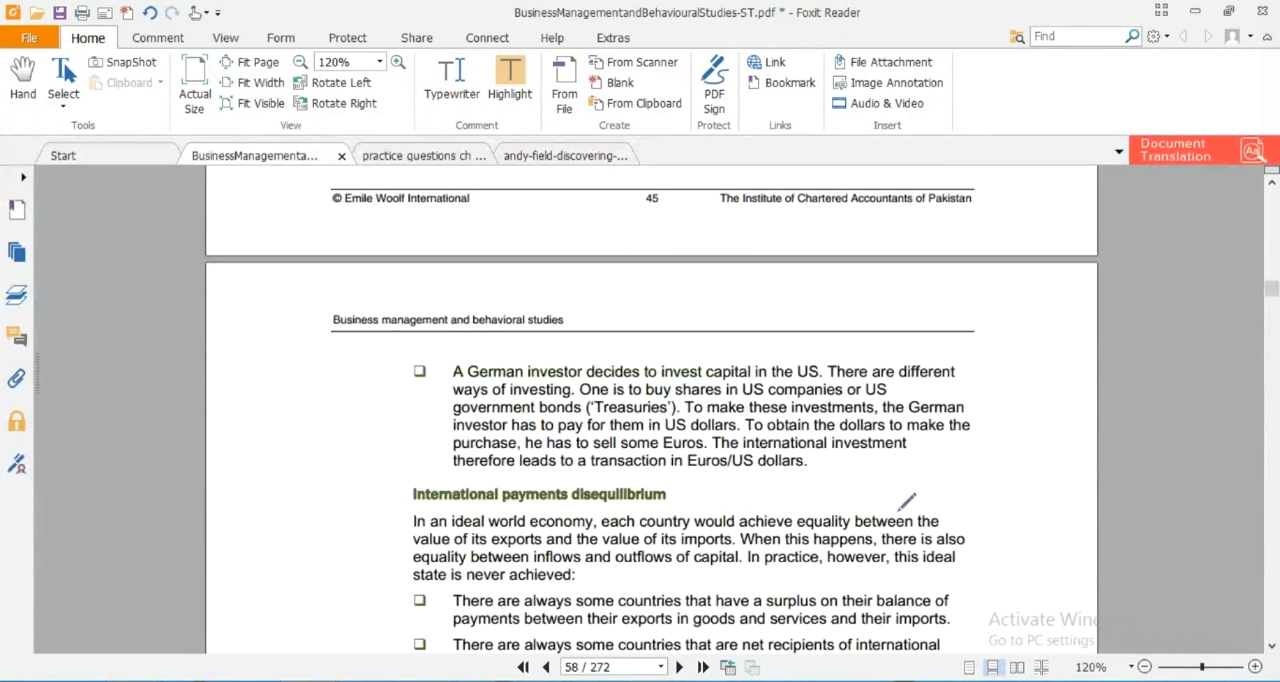 BusinessManagementandBehaviouralStudies-ST.pdf * - Foxit Reader
File Home Comment View Form Protect Share Connect Help Extras Find
Hand
Select
SnapShot
Clipboard
Tools
Actual Size
Fit Page
Fit Width
Fit Visible
120%
Rotate Left
Rotate Right
View
Typewriter
Highlight
Comment
From File
From Scanner
Blank
From Clipboard
Create
PDF Sign
Protect
Link
Bookmark
Links
File Attachment
Image Annotation
Audio & Video
Insert
Start BusinessManagementa... practice questions ch ... andy-field-discovering-...
Document Translation
© Emile Woolf International 45 The Institute of Chartered Accountants of Pakistan
Business management and behavioral studies
A German investor decides to invest capital in the US. There are different
ways of investing. One is to buy shares in US companies or US
government bonds (‘Treasuries’). To make these investments, the German
investor has to pay for them in US dollars. To obtain the dollars to make the
purchase, he has to sell some Euros. The international investment
therefore leads to a transaction in Euros/US dollars.
International payments disequilibrium
In an ideal world economy, each country would achieve equality between the
value of its exports and the value of its imports. When this happens, there is also
equality between inflows and outflows of capital. In practice, however, this ideal
state is never achieved:
There are always some countries that have a surplus on their balance of
payments between their exports in goods and services and their imports.
There are always some countries that are net recipients of international
Activate Win
Go to PC settings
58 / 272
120%